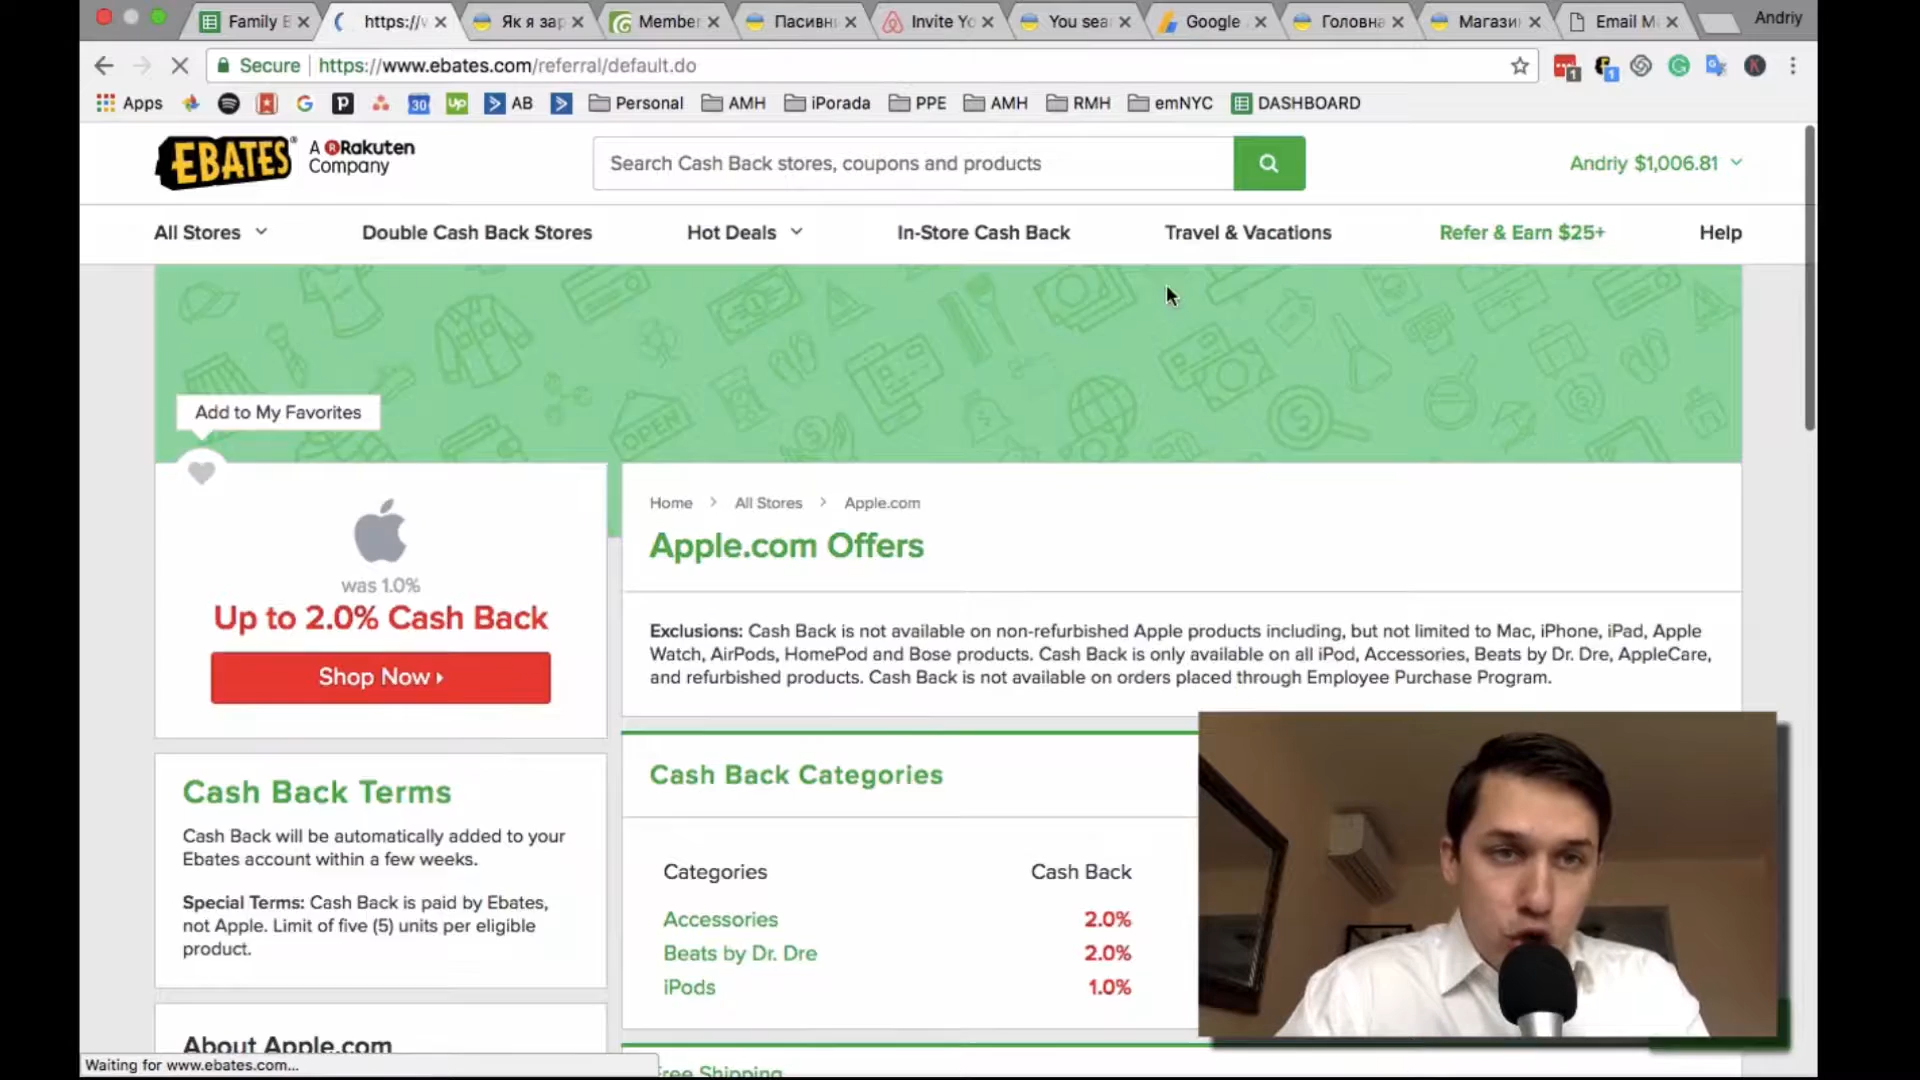 Family E
https://v
Як я зар
Member
Пасивни
Invite Yo
You sear
Google
Головна
Магази
Email M
Andriy
Secure
https://www.ebates.com/referral/default.do
1
1
K
Apps
G
P
30
Up
AB
Personal
AMH
iPorada
PPE
AMH
RMH
emNYC
DASHBOARD
EBATES
A Rakuten
Company
Search Cash Back stores, coupons and products
Andriy $1,006.81
All Stores
Double Cash Back Stores
Hot Deals
In-Store Cash Back
Travel & Vacations
Refer & Earn $25+
Help
OPEN
Add to My Favorites
was 1.0%
Up to 2.0% Cash Back
Shop Now
Home > All Stores > Apple.com
Apple.com Offers
Exclusions: Cash Back is not available on non-refurbished Apple products including, but not limited to Mac, iPhone, iPad, Apple
Watch, AirPods, HomePod and Bose products. Cash Back is only available on all iPod, Accessories, Beats by Dr. Dre, AppleCare,
and refurbished products. Cash Back is not available on orders placed through Employee Purchase Program.
Cash Back Terms
Cash Back will be automatically added to your
Ebates account within a few weeks.
Special Terms: Cash Back is paid by Ebates,
not Apple. Limit of five (5) units per eligible
product.
Cash Back Categories
Categories Cash Back
Accessories 2.0%
Beats by Dr. Dre 2.0%
iPods 1.0%
About Apple.com
Free Shipping
Waiting for www.ebates.com...